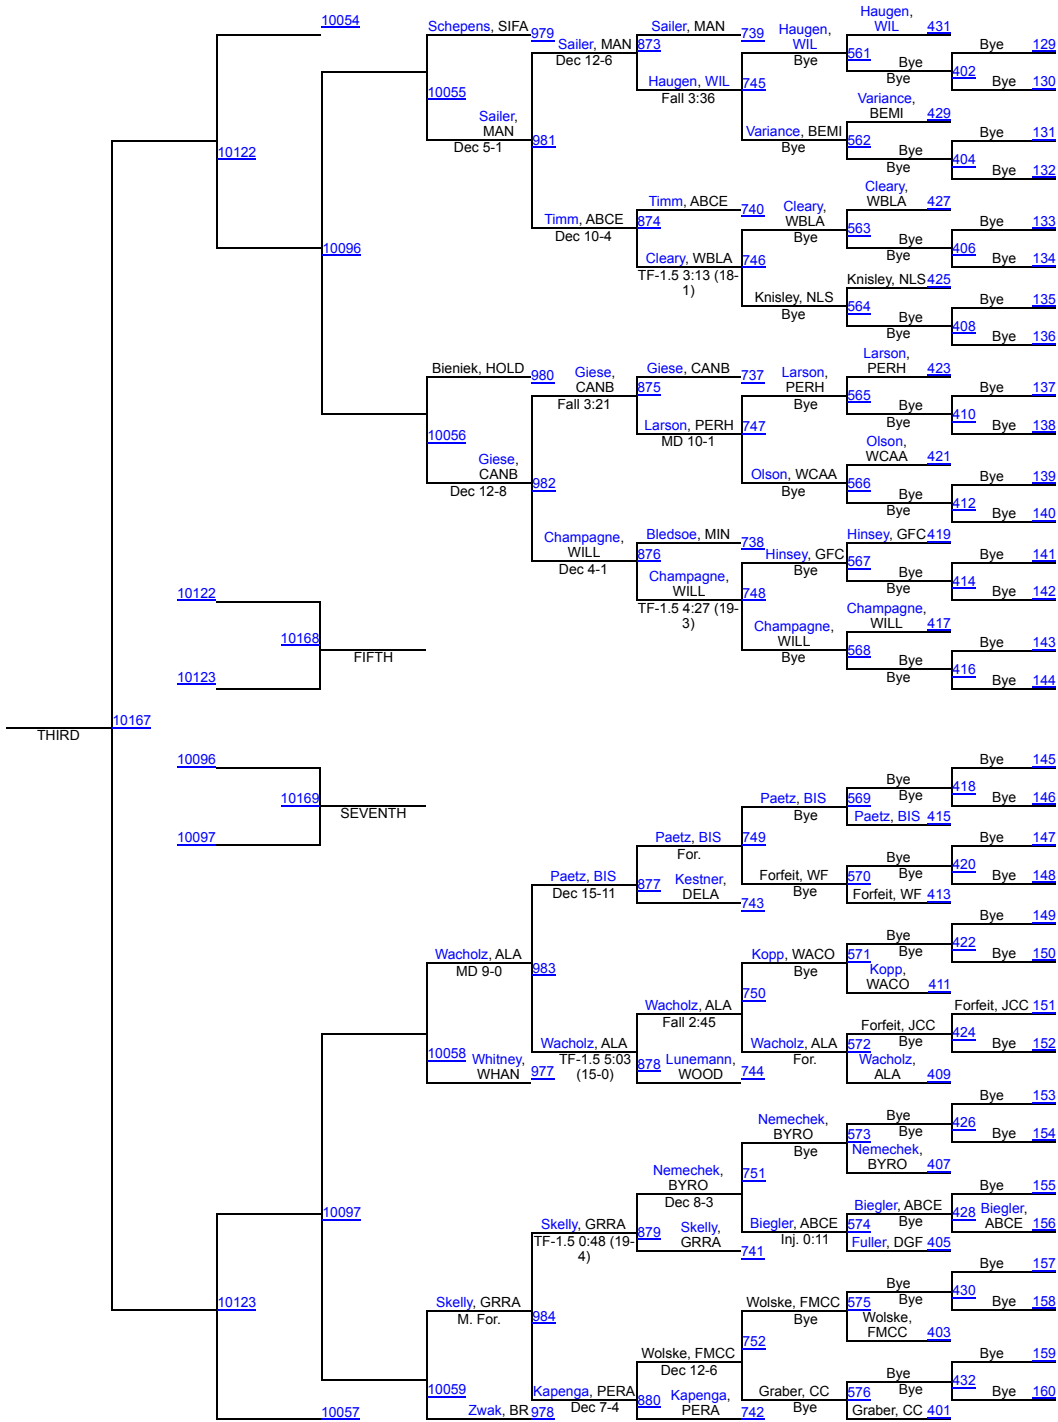 10054
Schepens, SIFA 979
Sailer, MAN 739
Haugen, WIL 431
Haugen, WIL
Sailer, MAN 873
Dec 12-6
561
Bye
Bye 129
Bye
Bye
402
Bye 130
10055
Haugen, WIL 745
Fall 3:36
Variance, BEMI 429
Sailer, MAN
Dec 5-1
981
Variance, BEMI 562
Bye
Bye 131
Bye
Bye
404
Bye 132
10122
Timm, ABCE 740
Cleary, WBLA 427
Cleary, WBLA
Bye
Timm, ABCE 874
Dec 10-4
563
Bye 133
Bye
Bye
406
Bye 134
10096
Cleary, WBLA 746
TF-1.5 3:13 (18-1)
Knisley, NLS 425
Knisley, NLS 564
Bye
Bye 135
Bye
Bye
408
Bye 136
Bieniek, HOLD 980
Giese, CANB 737
Larson, PERH 423
Giese, CANB
Fall 3:21
875
Larson, PERH
Bye
565
Bye 137
Bye
Bye
410
Bye 138
10056
Larson, PERH 747
MD 10-1
Olson, WCAA 421
Giese, CANB
Dec 12-8
982
Olson, WCAA 566
Bye
Bye 139
Bye
Bye
412
Bye 140
Bledsoe, MIN 738
Hinsey, GFC 419
Champagne, WILL
Dec 4-1
876
Hinsey, GFC 567
Bye
Bye 141
Bye
414
Bye 142
10122
Champagne, WILL 748
TF-1.5 4:27 (19-3)
Champagne, WILL 417
10168
FIFTH
Champagne, WILL
Bye
568
Bye 143
Bye
Bye
416
Bye 144
10123
10167
THIRD
10096
Bye 145
Bye
Bye
418
Bye 146
10169
SEVENTH
Paetz, BIS 569
Bye
Paetz, BIS 415
10097
Paetz, BIS 749
For.
Bye 147
Bye
Bye
420
Bye 148
Paetz, BIS 877
Dec 15-11
Kestner, DELA 743
Forfeit, WF 570
Bye
Forfeit, WF 413
Bye 149
Bye
Bye
422
Bye 150
Wacholz, ALA 983
MD 9-0
Kopp, WACO 571
Bye
Kopp, WACO 411
750
Wacholz, ALA
Fall 2:45
Forfeit, JCC 151
Forfeit, JCC
Bye
424
Bye 152
10058
Whitney, WHAN 977
Wacholz, ALA
TF-1.5 5:03 (15-0)
878
Lunemann, WOOD 744
Wacholz, ALA 572
For.
Wacholz, ALA 409
Bye 153
Bye
Bye
426
Bye 154
Nemechek, BYRO
Bye
573
Nemechek, BYRO 407
Nemechek, BYRO
Dec 8-3
751
Bye 155
Biegler, ABCE
Bye
428
Biegler, ABCE 156
10097
Skelly, GRRA
TF-1.5 0:48 (19-4)
879
Skelly, GRRA 741
Biegler, ABCE 574
Inj. 0:11
Fuller, DGF 405
Bye 157
Bye
Bye
430
Bye 158
10123
Skelly, GRRA
M. For.
984
Wolske, FMCC 575
Bye
Wolske, FMCC 403
752
Wolske, FMCC
Dec 12-6
Bye 159
Bye
Bye
432
Bye 160
10059
Kapenga, PERA 880
Dec 7-4
Kapenga, PERA 742
Graber, CC 576
Bye
Graber, CC 401
10057
Zwak, BR 978